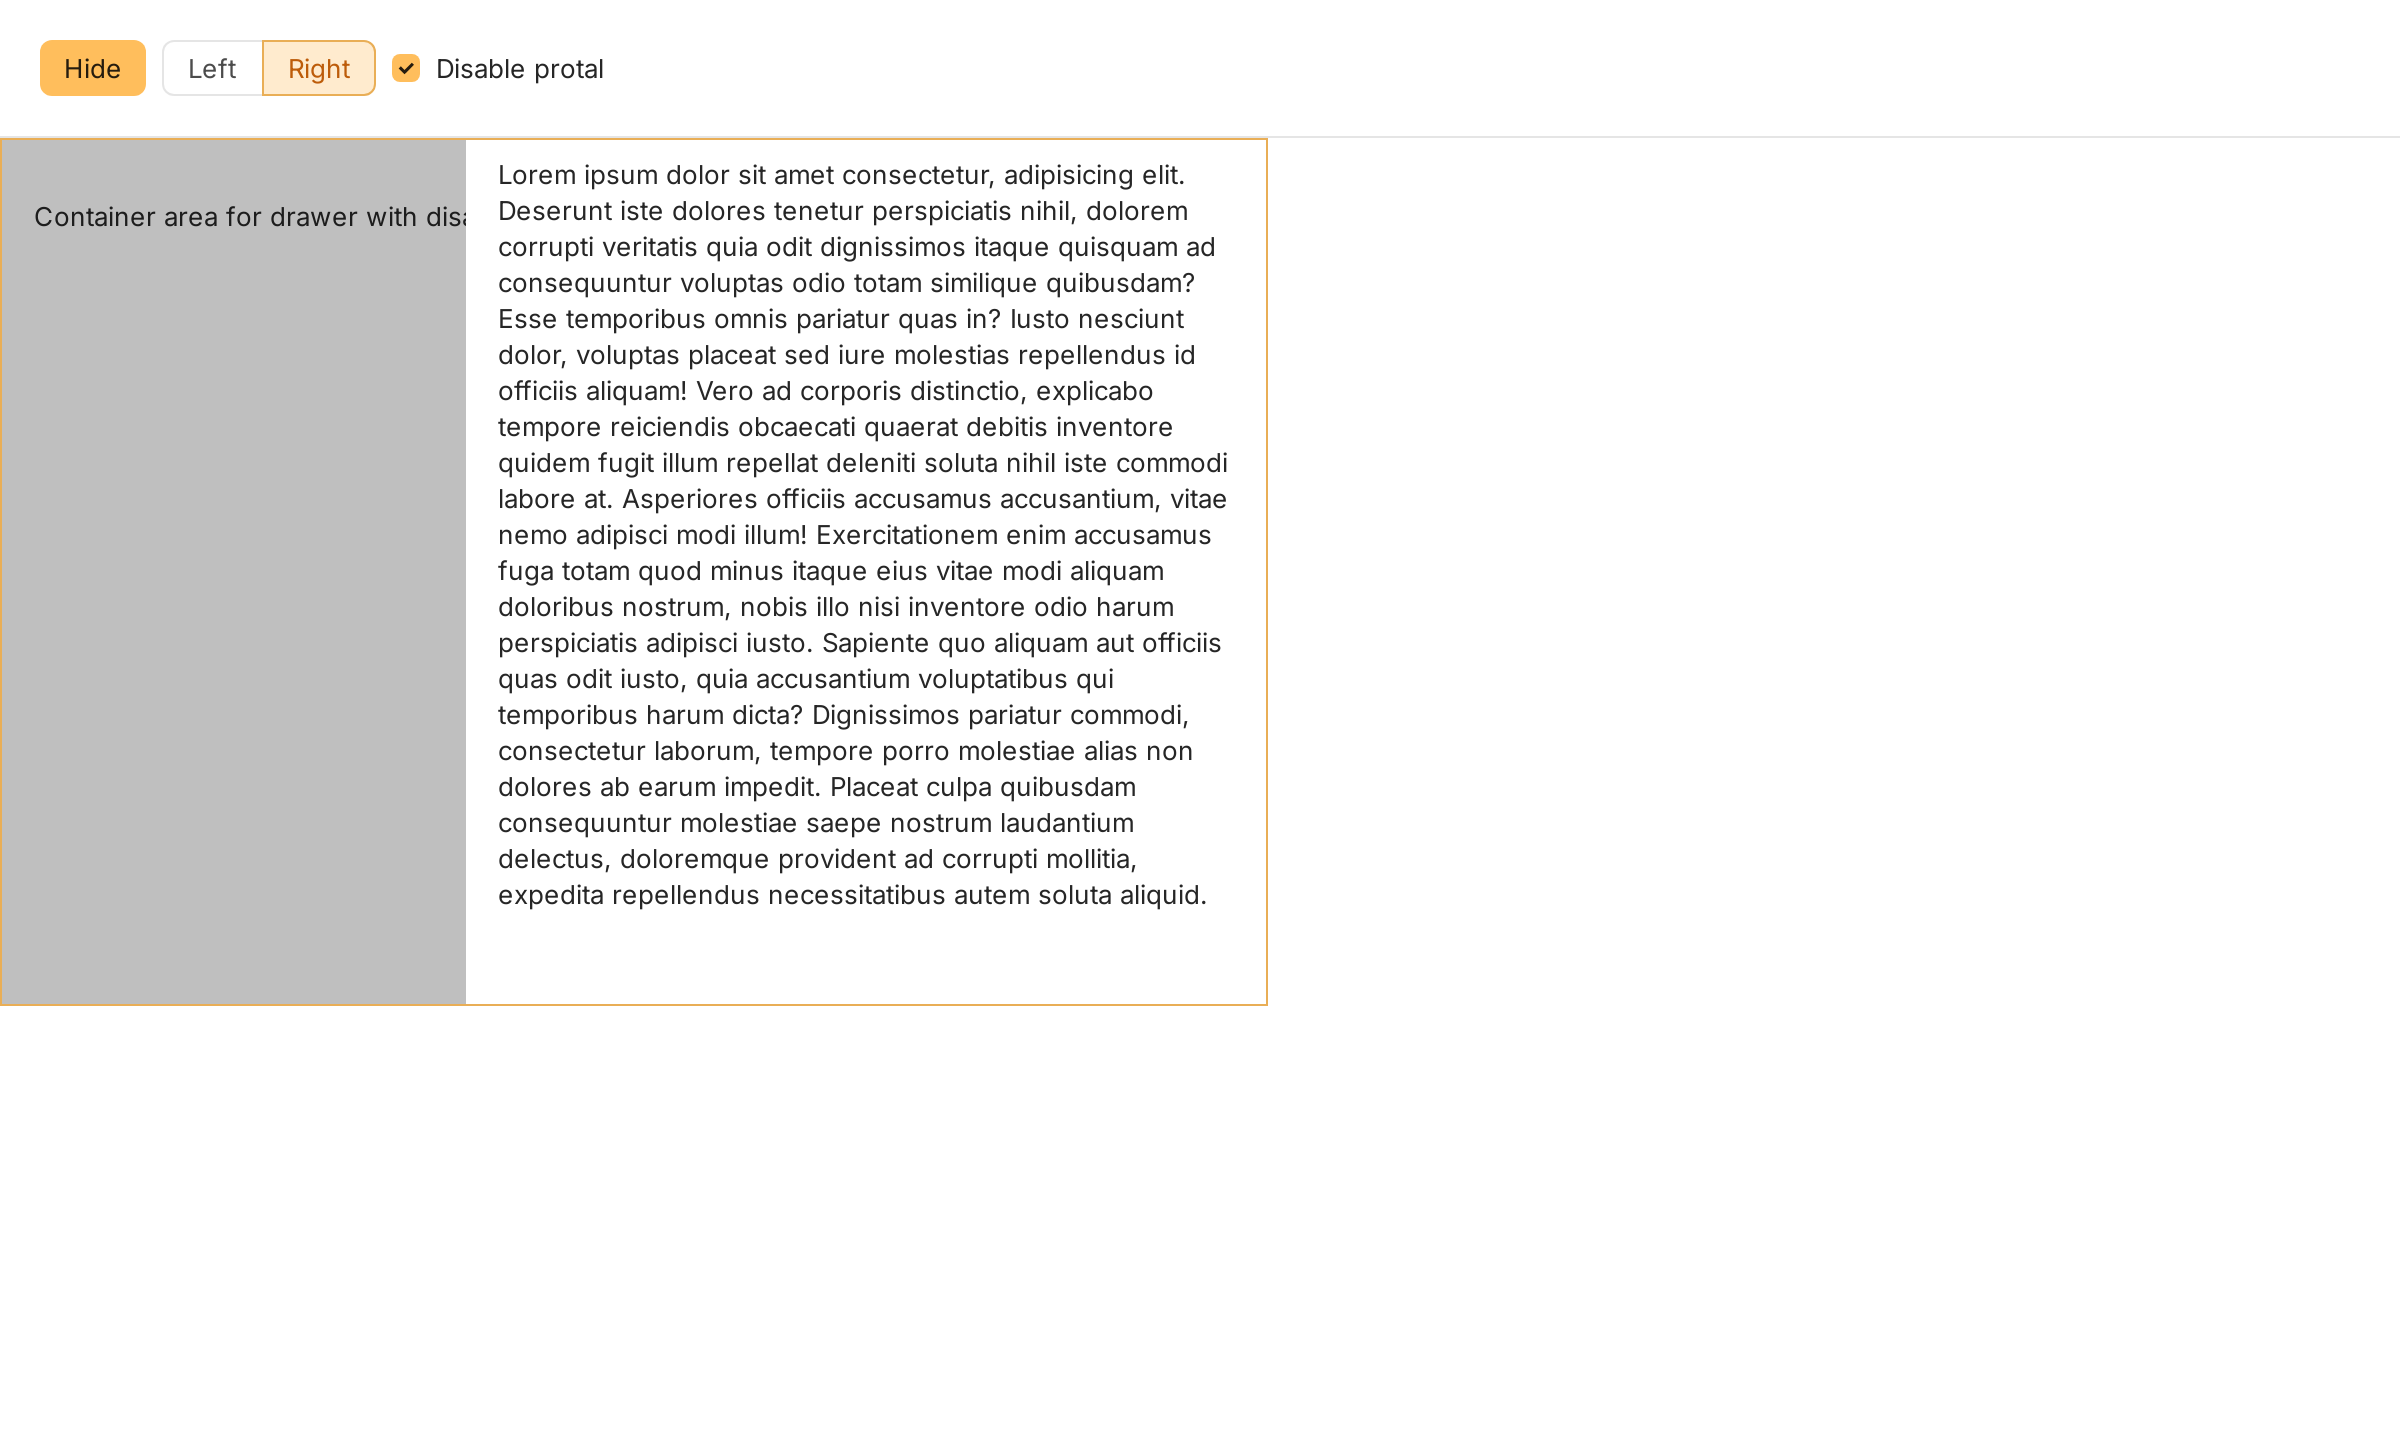 Hide Left Right Disable protal
Container area for drawer with
Lorem ipsum dolor sit amet consectetur, adipisicing elit.
Deserunt iste dolores tenetur perspiciatis nihil, dolorem
corrupti veritatis quia odit dignissimos itaque quisquam ad
consequuntur voluptas odio totam similique quibusdam?
Esse temporibus omnis pariatur quas in? Iusto nesciunt
dolor, voluptas placeat sed iure molestias repellendus id
officiis aliquam! Vero ad corporis distinctio, explicabo
tempore reiciendis obcaecati quaerat debitis inventore
quidem fugit illum repellat deleniti soluta nihil iste commodi
labore at. Asperiores officiis accusamus accusantium, vitae
nemo adipisci modi illum! Exercitationem enim accusamus
fuga totam quod minus itaque eius vitae modi aliquam
doloribus nostrum, nobis illo nisi inventore odio harum
perspiciatis adipisci iusto. Sapiente quo aliquam aut officiis
quas odit iusto, quia accusantium voluptatibus qui
temporibus harum dicta? Dignissimos pariatur commodi,
consectetur laborum, tempore porro molestiae alias non
dolores ab earum impedit. Placeat culpa quibusdam
consequuntur molestiae saepe nostrum laudantium
delectus, doloremque provident ad corrupti mollitia,
expedita repellendus necessitatibus autem soluta aliquid.